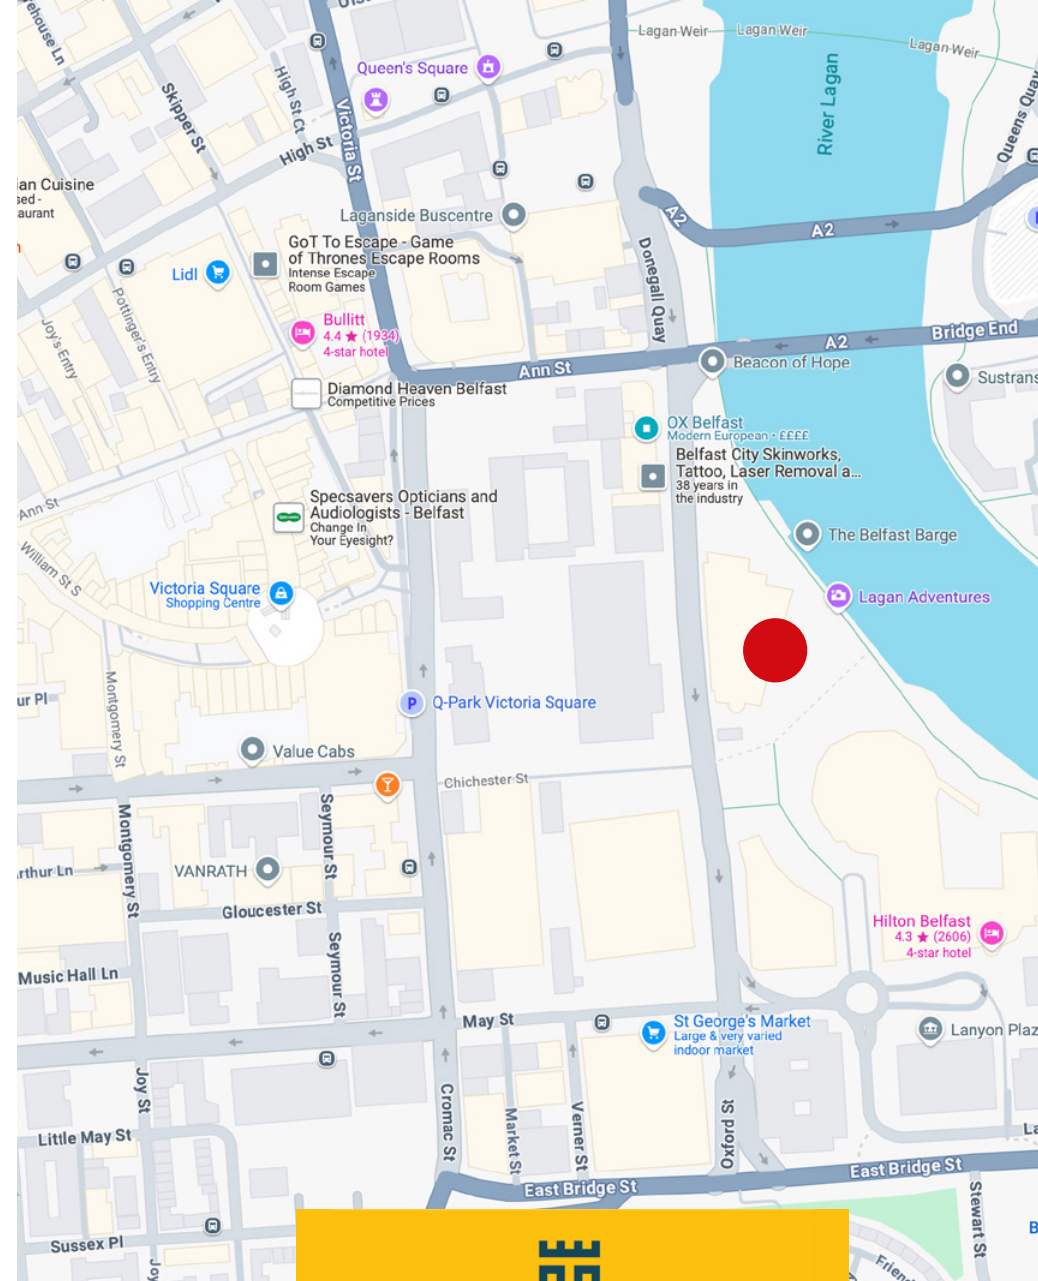 Lagan Weir
Lagan Weir
Lagan Weir
River Lagan
Queens Quay
Queen's Square
High St Ct
Skipper St
Victoria St
High St
an Cuisine
sed -
aurant
Laganside Buscentre
A2
A2
GoT To Escape - Game
of Thrones Escape Rooms
Intense Escape
Room Games
Lidl
Donegall Quay
Pottinger's Entry
Joy's Entry
Bullitt
4.4 ★ (1934)
4-star hotel
Bridge End
A2
Beacon of Hope
Ann St
Sustrans
Diamond Heaven Belfast
Competitive Prices
OX Belfast
Modern European • ££££
Belfast City Skinworks,
Tattoo, Laser Removal a...
38 years in
the industry
Specsavers Opticians and
Audiologists - Belfast
Change In
Your Eyesight?
Ann St
William St S
The Belfast Barge
Victoria Square
Shopping Centre
Lagan Adventures
Montgomery St
ur Pl
P Q-Park Victoria Square
Value Cabs
Chichester St
Montgomery St
Seymour St
VANRATH
rthur Ln
Gloucester St
Seymour St
Hilton Belfast
4.3 ★ (2606)
4-star hotel
Music Hall Ln
May St
St George's Market
Large & very varied
indoor market
Lanyon Plaz
Joy St
Cromac St
Market St
Verner St
Oxford St
Little May St
La
East Bridge St
East Bridge St
Stewart St
Sussex Pl
Joy
Friend
B